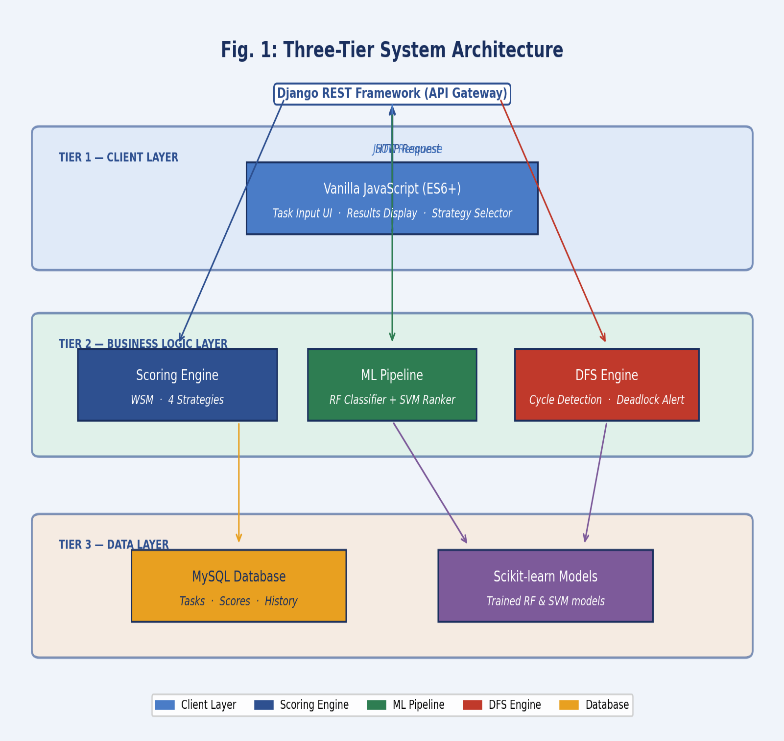 Fig. 1: Three-Tier System Architecture
Django REST Framework (API Gateway)
TIER 1 — CLIENT LAYER
Vanilla JavaScript (ES6+)
Task Input UI · Results Display · Strategy Selector
TIER 2 — BUSINESS LOGIC LAYER
Scoring Engine
WSM · 4 Strategies
ML Pipeline
RF Classifier + SVM Ranker
DFS Engine
Cycle Detection · Deadlock Alert
TIER 3 — DATA LAYER
MySQL Database
Tasks · Scores · History
Scikit-learn Models
Trained RF & SVM models
Client Layer
Scoring Engine
ML Pipeline
DFS Engine
Database